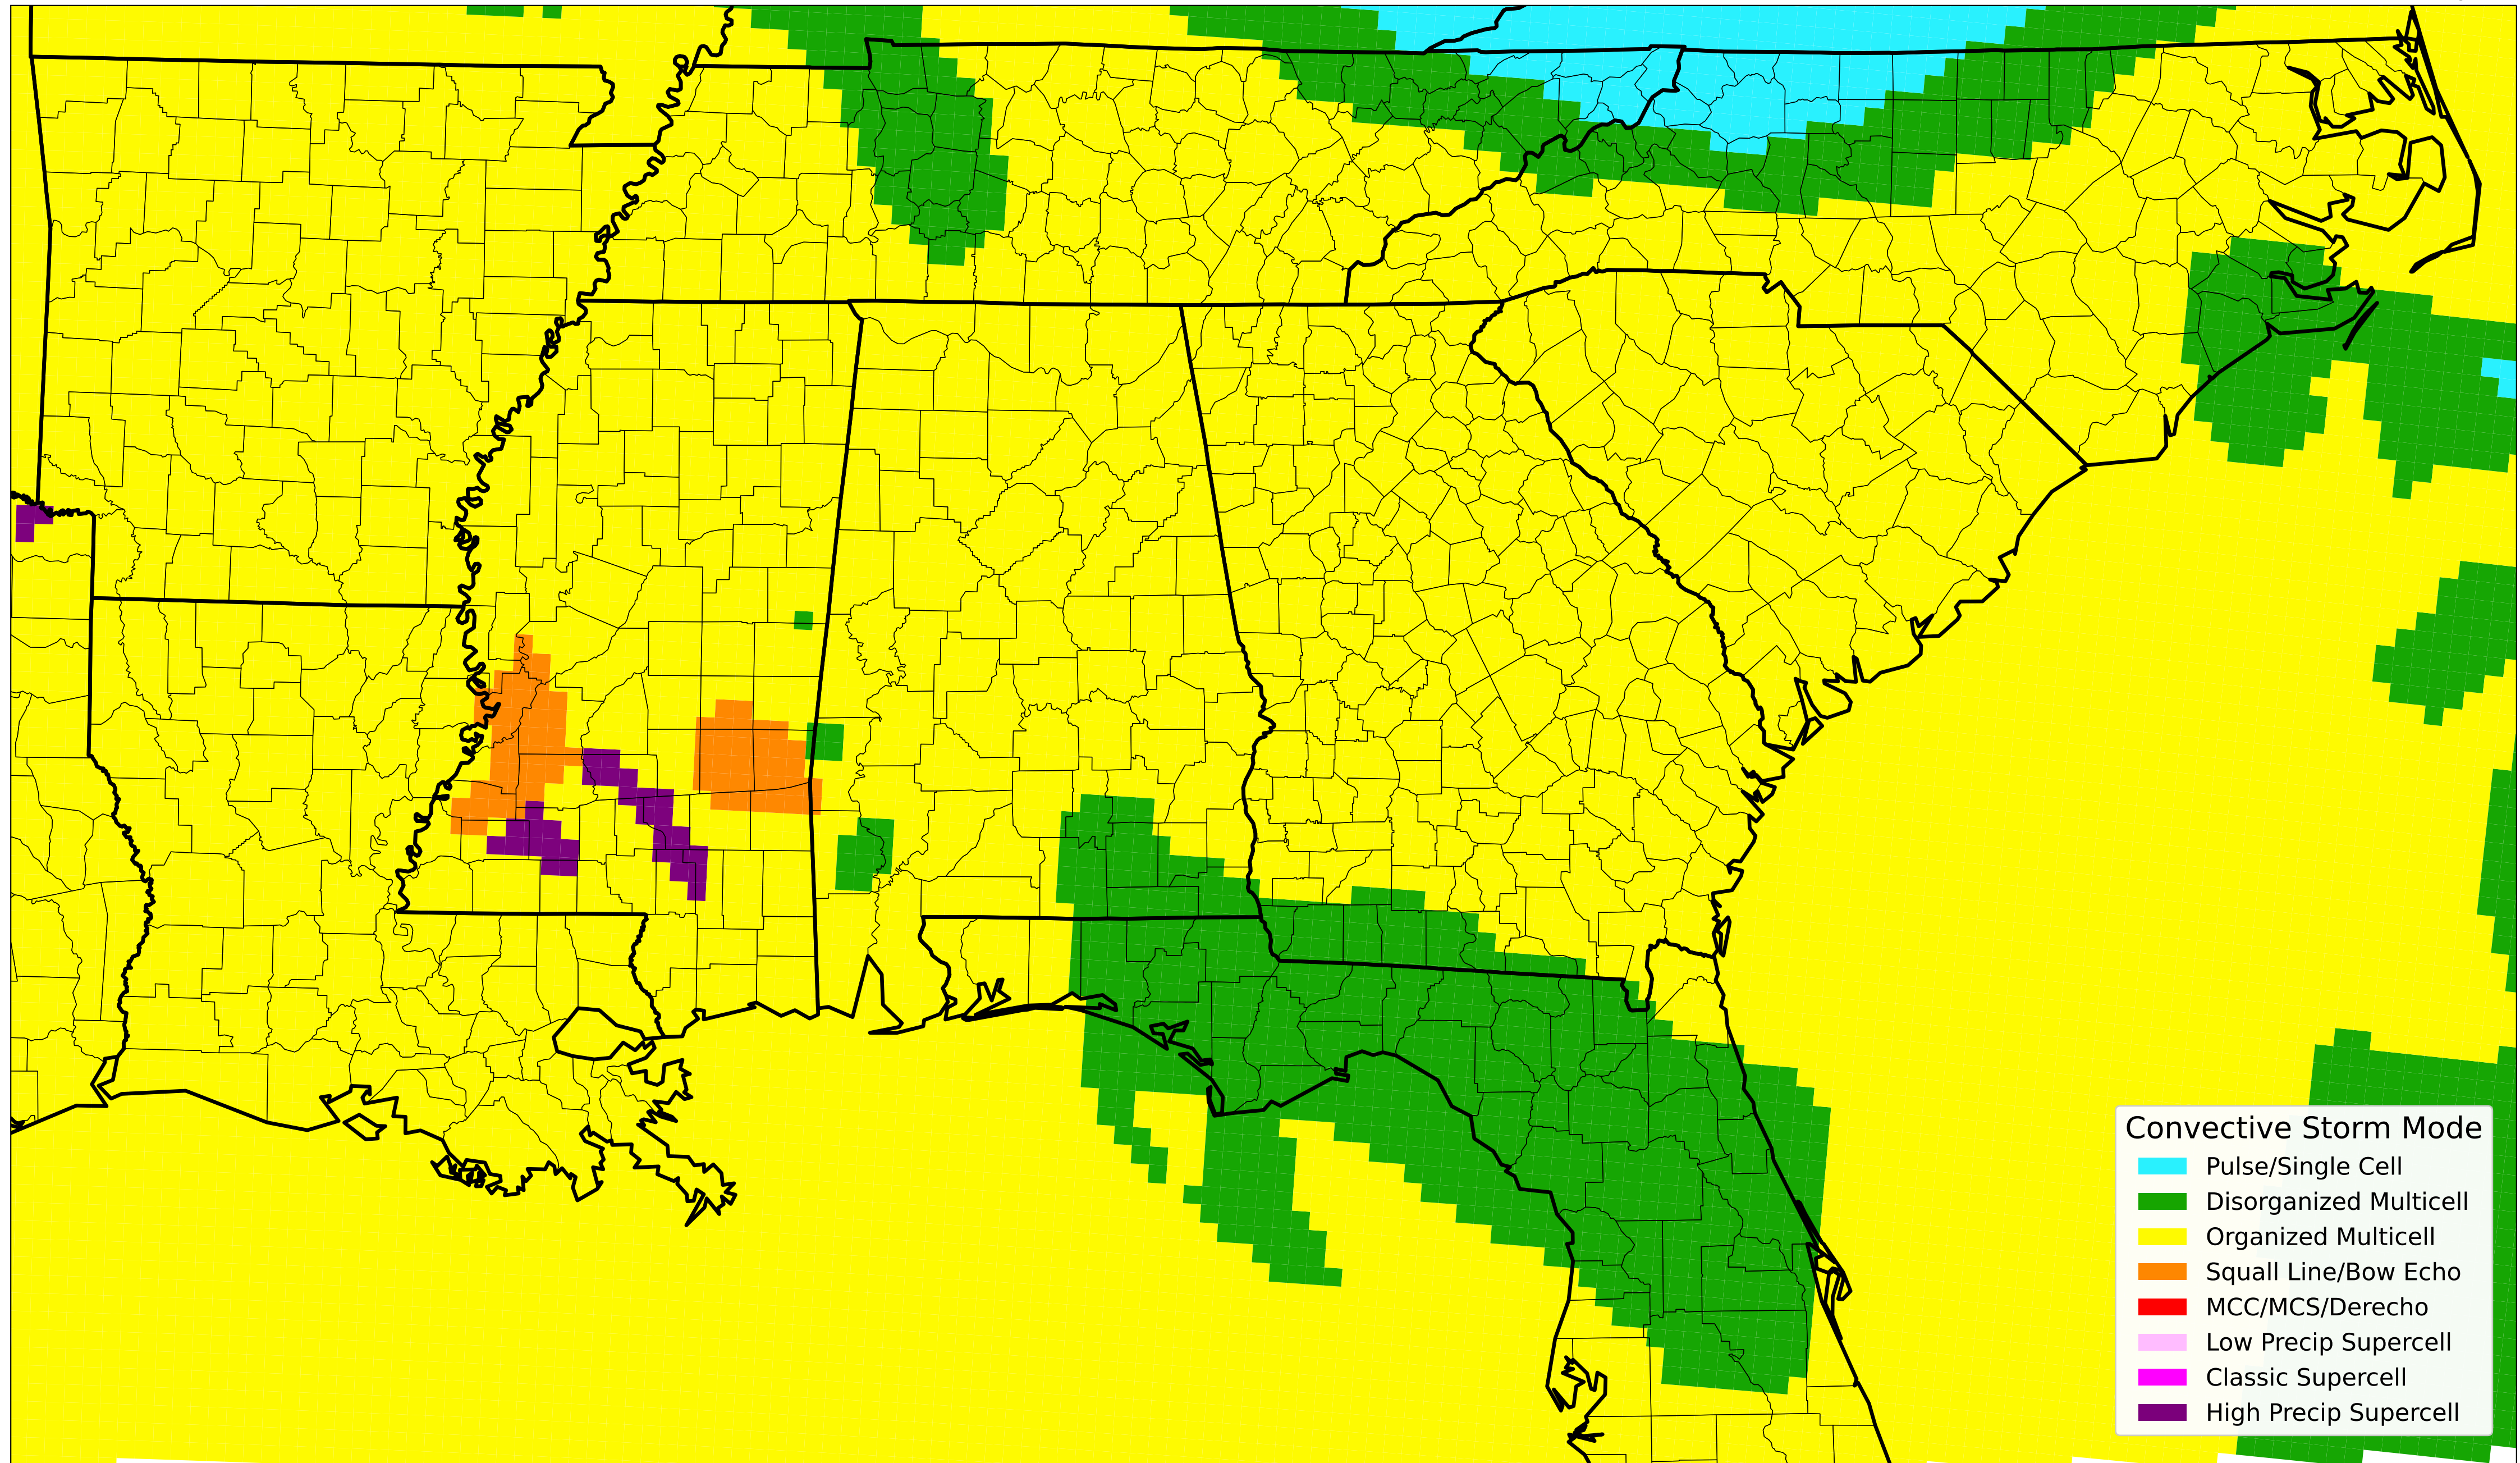 Convective Storm Mode
Pulse/Single Cell
Disorganized Multicell
Organized Multicell
Squall Line/Bow Echo
MCC/MCS/Derecho
Low Precip Supercell
Classic Supercell
High Precip Supercell